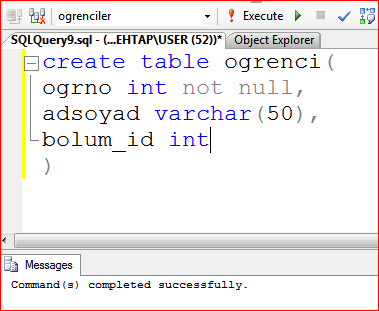 ogrenciler Execute
SQLQuery9.sql - (...EHTAP\USER (52))* Object Explorer
create table ogrenci(
ogrno int not null,
adsoyad varchar(50),
bolum_id int
)
Messages
Command(s) completed successfully.